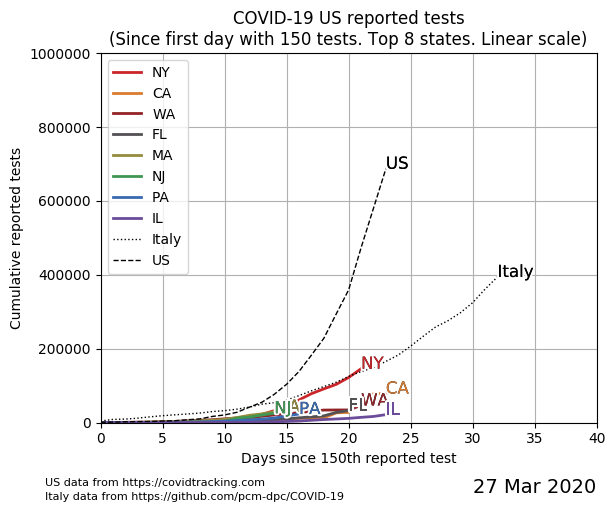 COVID-19 US reported tests
(Since first day with 150 tests. Top 8 states. Linear scale)
1000000
800000
600000
400000
200000
0
Cumulative reported tests
NY
CA
WA
FL
MA
NJ
PA
IL
Italy
US
US
Italy
NY
CA
WA
FL
NJ
PA
IL
0 5 10 15 20 25 30 35 40
Days since 150th reported test
US data from https://covidtracking.com
Italy data from https://github.com/pcm-dpc/COVID-19
27 Mar 2020